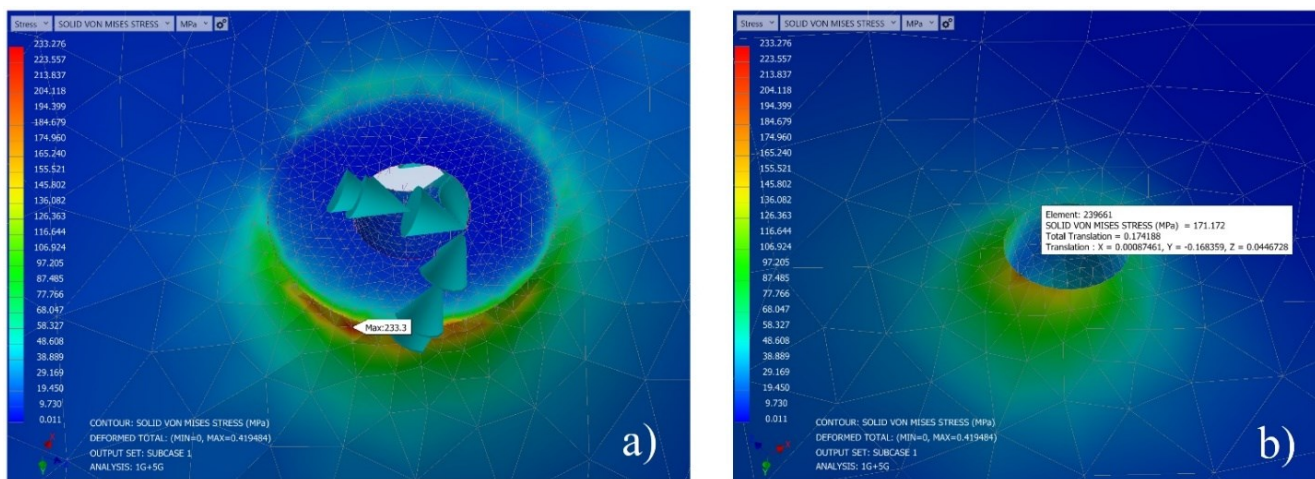 Stress SOLID VON MISES STRESS MPa
233.276
223.557
213.837
204.118
194.399
184.679
174.960
165.240
155.521
145.802
136.082
126.363
116.644
106.924
97.205
87.485
77.766
68.047
58.327
48.608
38.889
29.169
19.450
9.730
0.011
Max:233.3
CONTOUR: SOLID VON MISES STRESS (MPa)
DEFORMED TOTAL: (MIN=0, MAX=0.419484)
OUTPUT SET: SUBCASE 1
ANALYSIS: 1G+5G
a)
Stress SOLID VON MISES STRESS MPa
233.276
223.557
213.837
204.118
194.399
184.679
174.960
165.240
155.521
145.802
136.082
126.363
116.644
106.924
97.205
87.485
77.766
68.047
58.327
48.608
38.889
29.169
19.450
9.730
0.011
Element: 239661
SOLID VON MISES STRESS (MPa) = 171.172
Total Translation = 0.174188
Translation : X = 0.00087461, Y = -0.168359, Z = 0.0446728
CONTOUR: SOLID VON MISES STRESS (MPa)
DEFORMED TOTAL: (MIN=0, MAX=0.419484)
OUTPUT SET: SUBCASE 1
ANALYSIS: 1G+5G
b)